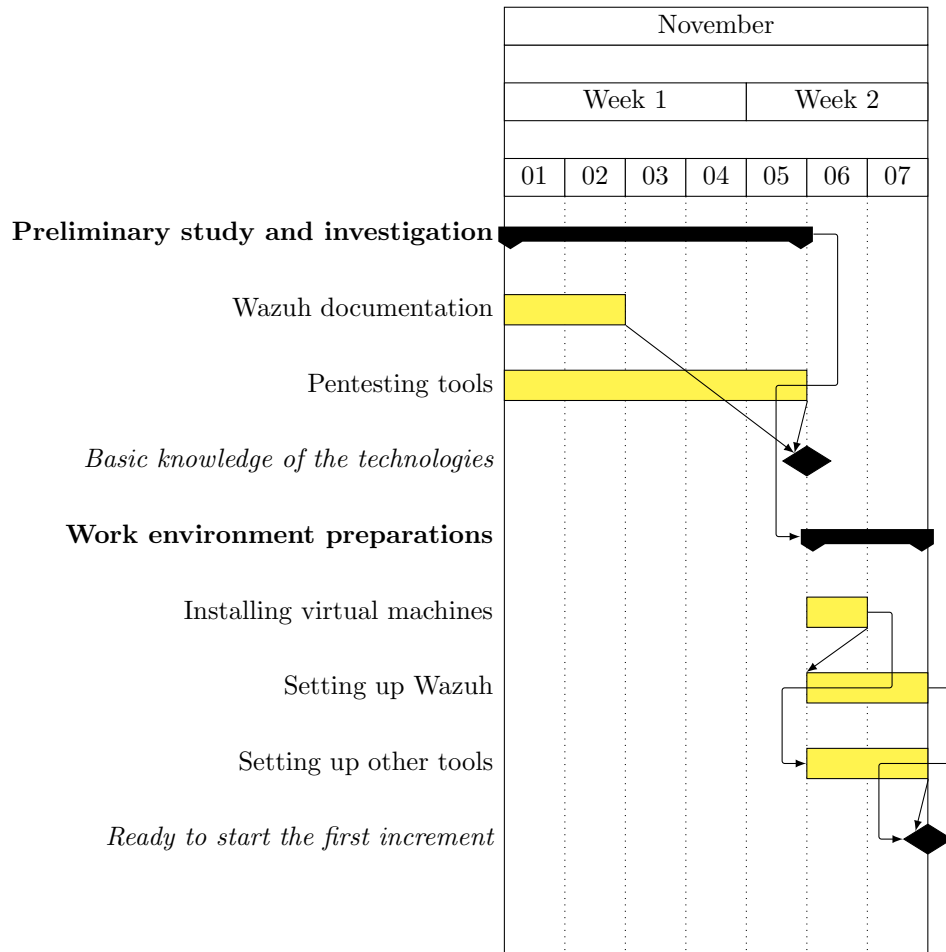 November
Week 1 Week 2
01 02 03 04 05 06 07
Preliminary study and investigation
Wazuh documentation
Pentesting tools
Basic knowledge of the technologies
Work environment preparations
Installing virtual machines
Setting up Wazuh
Setting up other tools
Ready to start the first increment